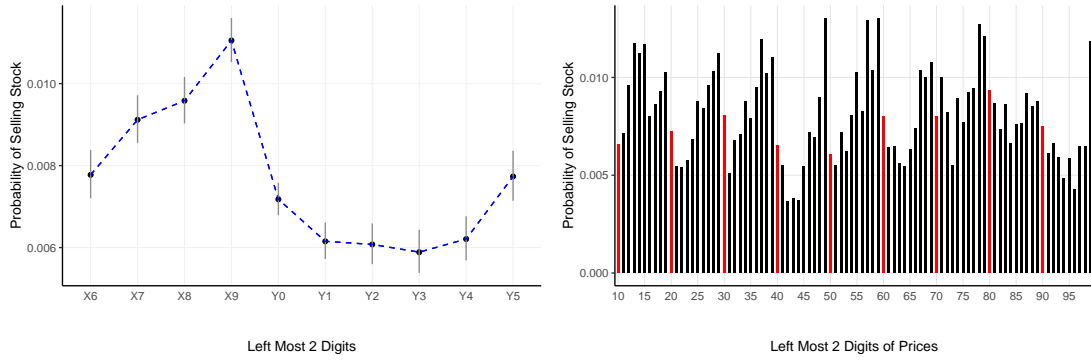 Probability of Selling Stock
0.010
0.008
0.006
X6 X7 X8 X9 Y0 Y1 Y2 Y3 Y4 Y5
Left Most 2 Digits
Probability of Selling Stock
0.010
0.005
0.000
10 15 20 25 30 35 40 45 50 55 60 65 70 75 80 85 90 95
Left Most 2 Digits of Prices